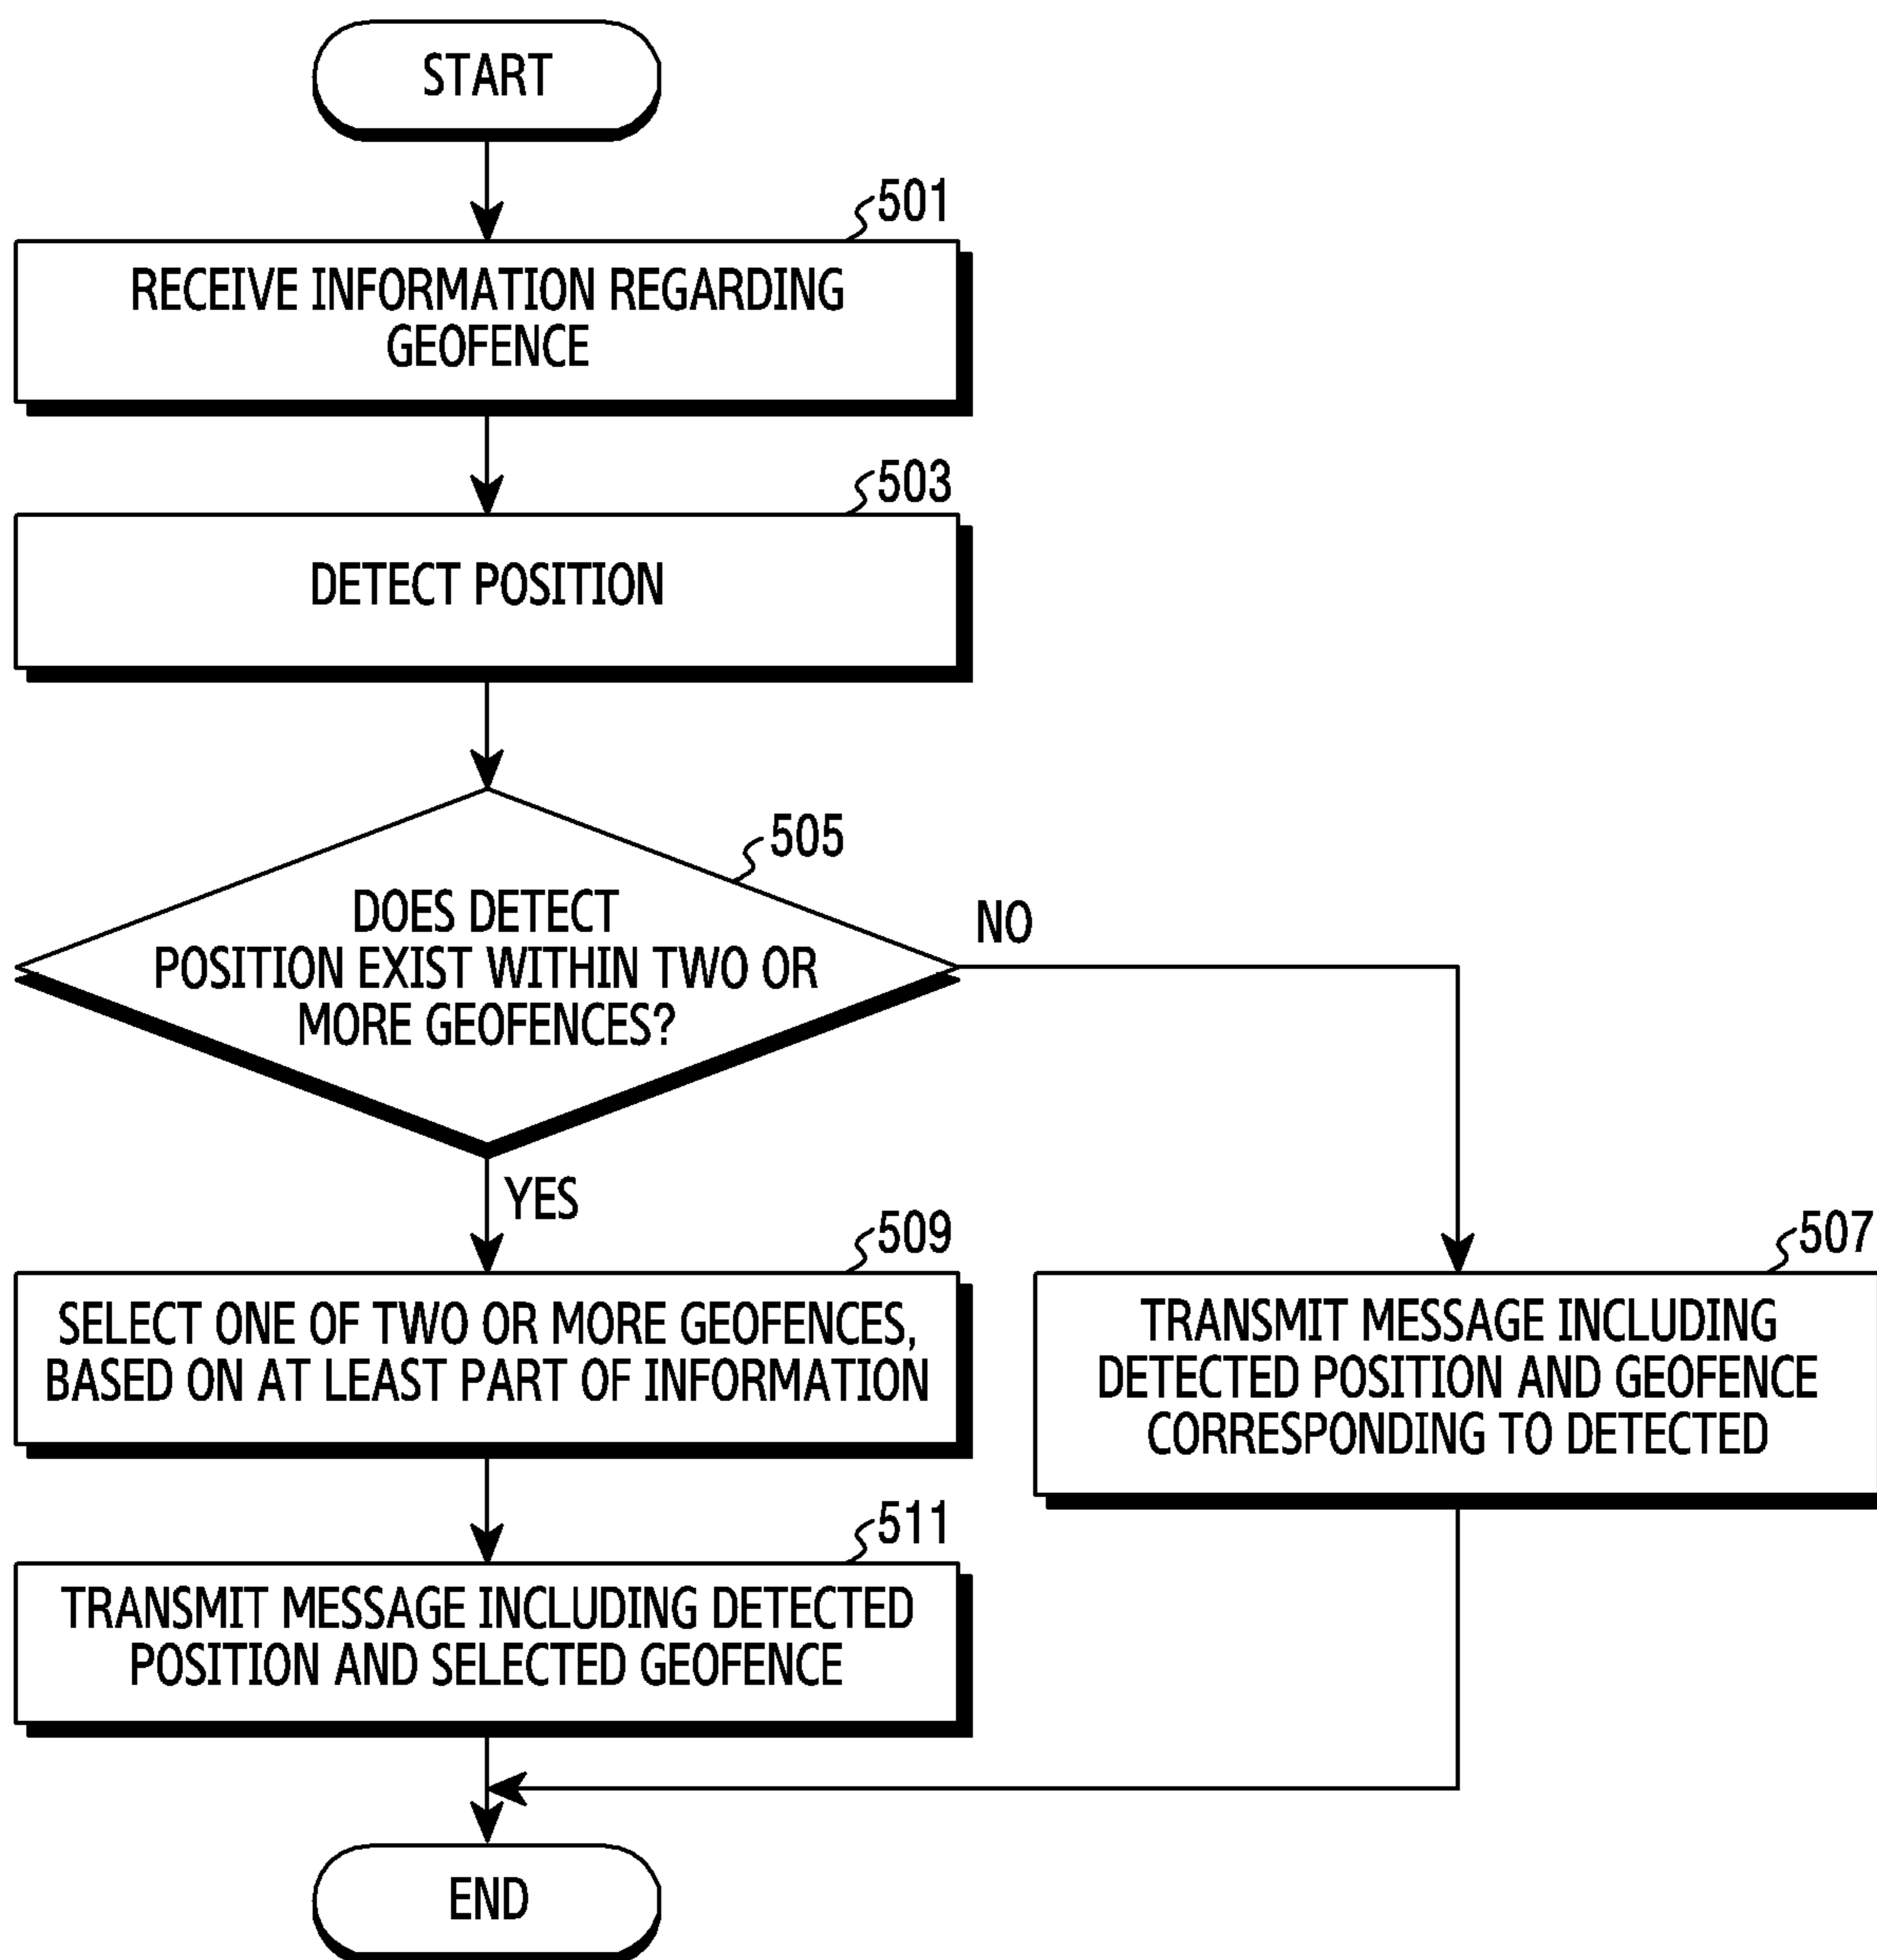 START
501
RECEIVE INFORMATION REGARDING
GEOFENCE
503
DETECT POSITION
505
DOES DETECT
POSITION EXIST WITHIN TWO OR
MORE GEOFENCES?
NO
YES
509
SELECT ONE OF TWO OR MORE GEOFENCES,
BASED ON AT LEAST PART OF INFORMATION
507
TRANSMIT MESSAGE INCLUDING
DETECTED POSITION AND GEOFENCE
CORRESPONDING TO DETECTED
511
TRANSMIT MESSAGE INCLUDING DETECTED
POSITION AND SELECTED GEOFENCE
END